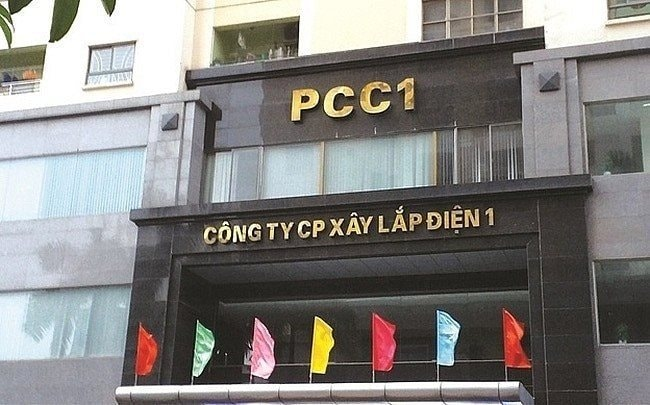 PCC1
CÔNG TY CP XÂY LẮP ĐIỆN 1